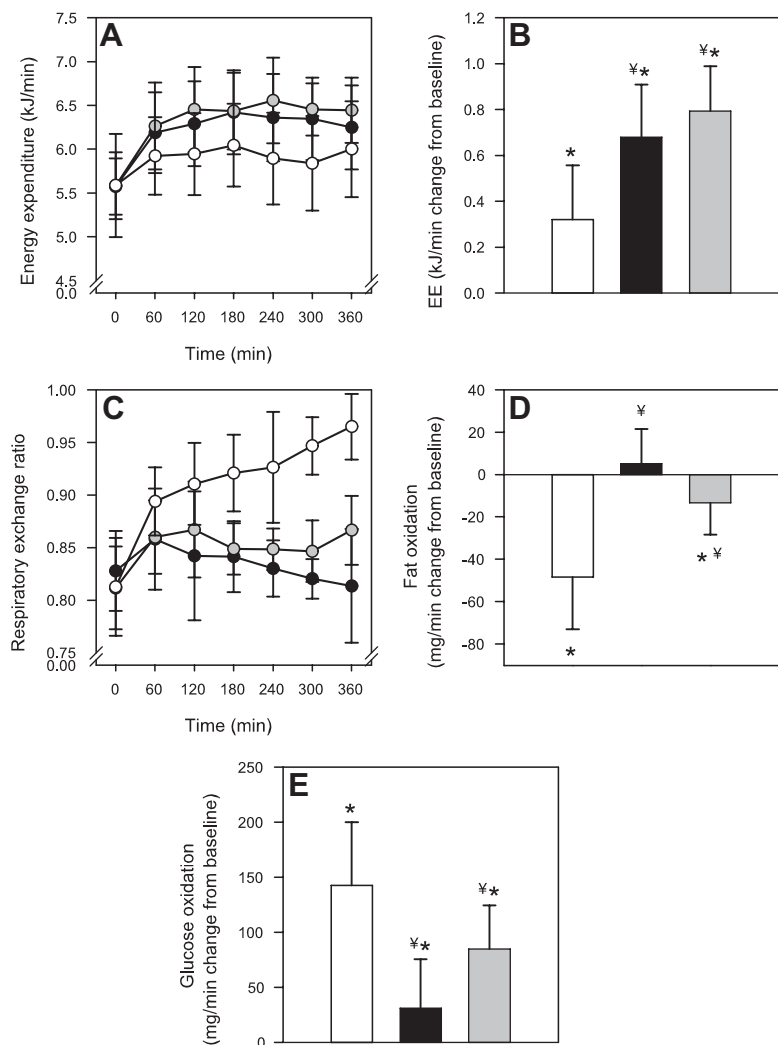 A
Energy expenditure (kJ/min)
7.5
7.0
6.5
6.0
5.5
5.0
4.5
0.0
0 60 120 180 240 300 360
Time (min)
B
EE (kJ/min change from baseline)
1.2
1.0
0.8
0.6
0.4
0.2
0.0
*
¥*
¥*
C
Respiratory exchange ratio
1.00
0.95
0.90
0.85
0.80
0.75
0.00
0 60 120 180 240 300 360
Time (min)
D
Fat oxidation
(mg/min change from baseline)
40
20
0
-20
-40
-60
-80
*
¥
*¥
E
Glucose oxidation
(mg/min change from baseline)
250
200
150
100
50
0
*
¥*
¥*